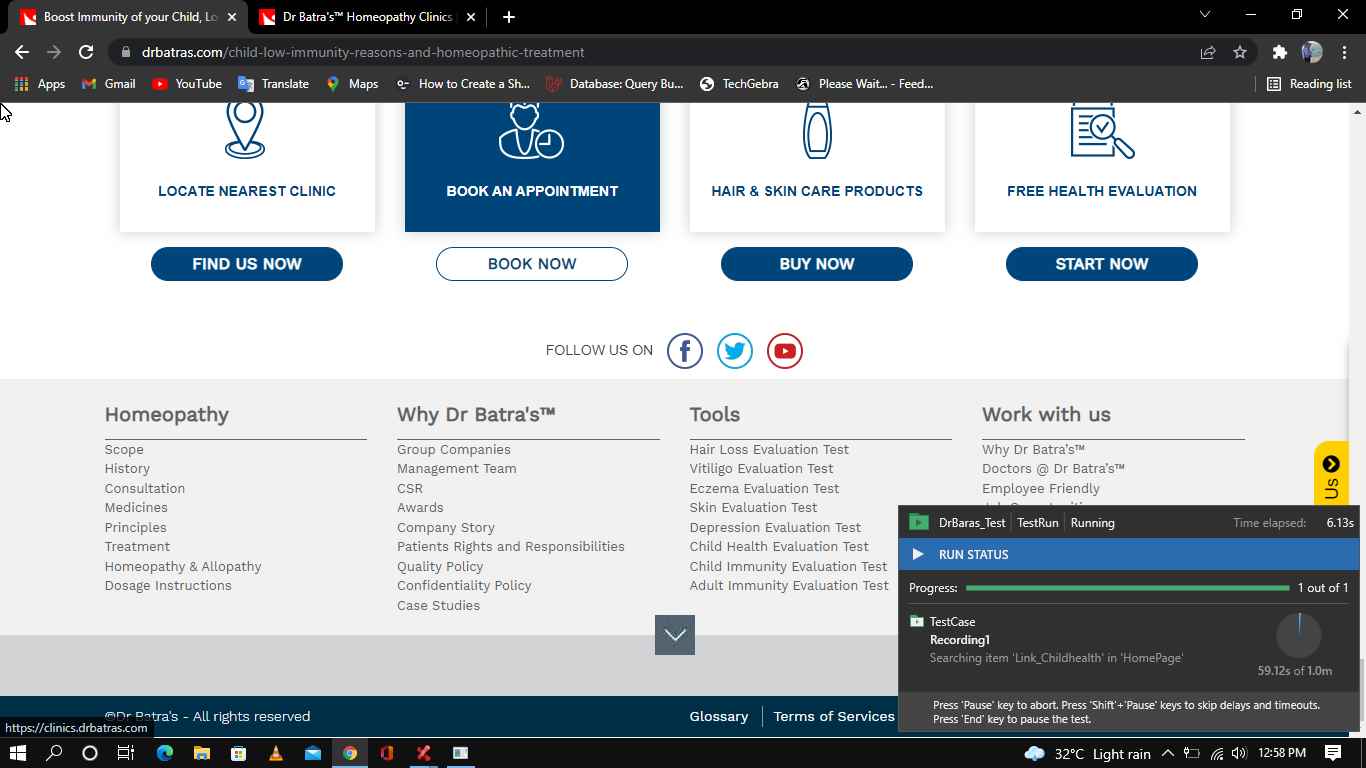 Boost Immunity of your Child, Lo
Dr Batra's™ Homeopathy Clinics
drbatras.com/child-low-immunity-reasons-and-homeopathic-treatment
Apps
Gmail
YouTube
Translate
Maps
How to Create a Sh...
Database: Query Bu...
TechGebra
Please Wait... - Feed...
Reading list
LOCATE NEAREST CLINIC
BOOK AN APPOINTMENT
HAIR & SKIN CARE PRODUCTS
FREE HEALTH EVALUATION
FIND US NOW
BOOK NOW
BUY NOW
START NOW
FOLLOW US ON
Homeopathy
Scope
History
Consultation
Medicines
Principles
Treatment
Homeopathy & Allopathy
Dosage Instructions
Why Dr Batra's™
Group Companies
Management Team
CSR
Awards
Company Story
Patients Rights and Responsibilities
Quality Policy
Confidentiality Policy
Case Studies
Tools
Hair Loss Evaluation Test
Vitiligo Evaluation Test
Eczema Evaluation Test
Skin Evaluation Test
Depression Evaluation Test
Child Health Evaluation Test
Child Immunity Evaluation Test
Adult Immunity Evaluation Test
Work with us
Why Dr Batra's™
Doctors @ Dr Batra's™
Employee Friendly
Us
DrBaras_Test TestRun Running Time elapsed: 6.13s
RUN STATUS
Progress: 1 out of 1
TestCase
Recording1
Searching item 'Link_Childhealth' in 'HomePage'
59.12s of 1.0m
Press 'Pause' key to abort. Press 'Shift'+'Pause' keys to skip delays and timeouts.
Press 'End' key to pause the test.
©Dr Batra's - All rights reserved
Glossary
Terms of Services
https://clinics.drbatras.com
32°C Light rain
12:58 PM